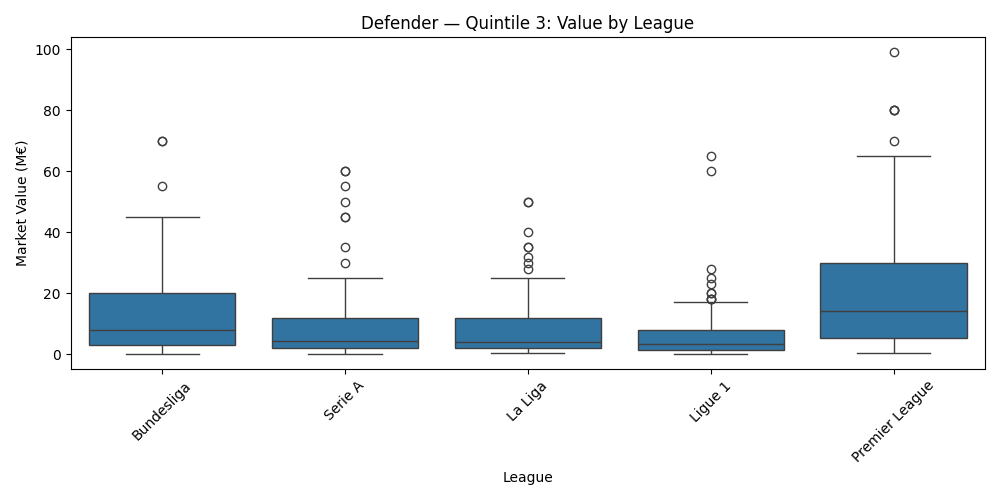 Defender — Quintile 3: Value by League
Market Value (M€)
100
80
60
40
20
0
Bundesliga
Serie A
La Liga
Ligue 1
Premier League
League